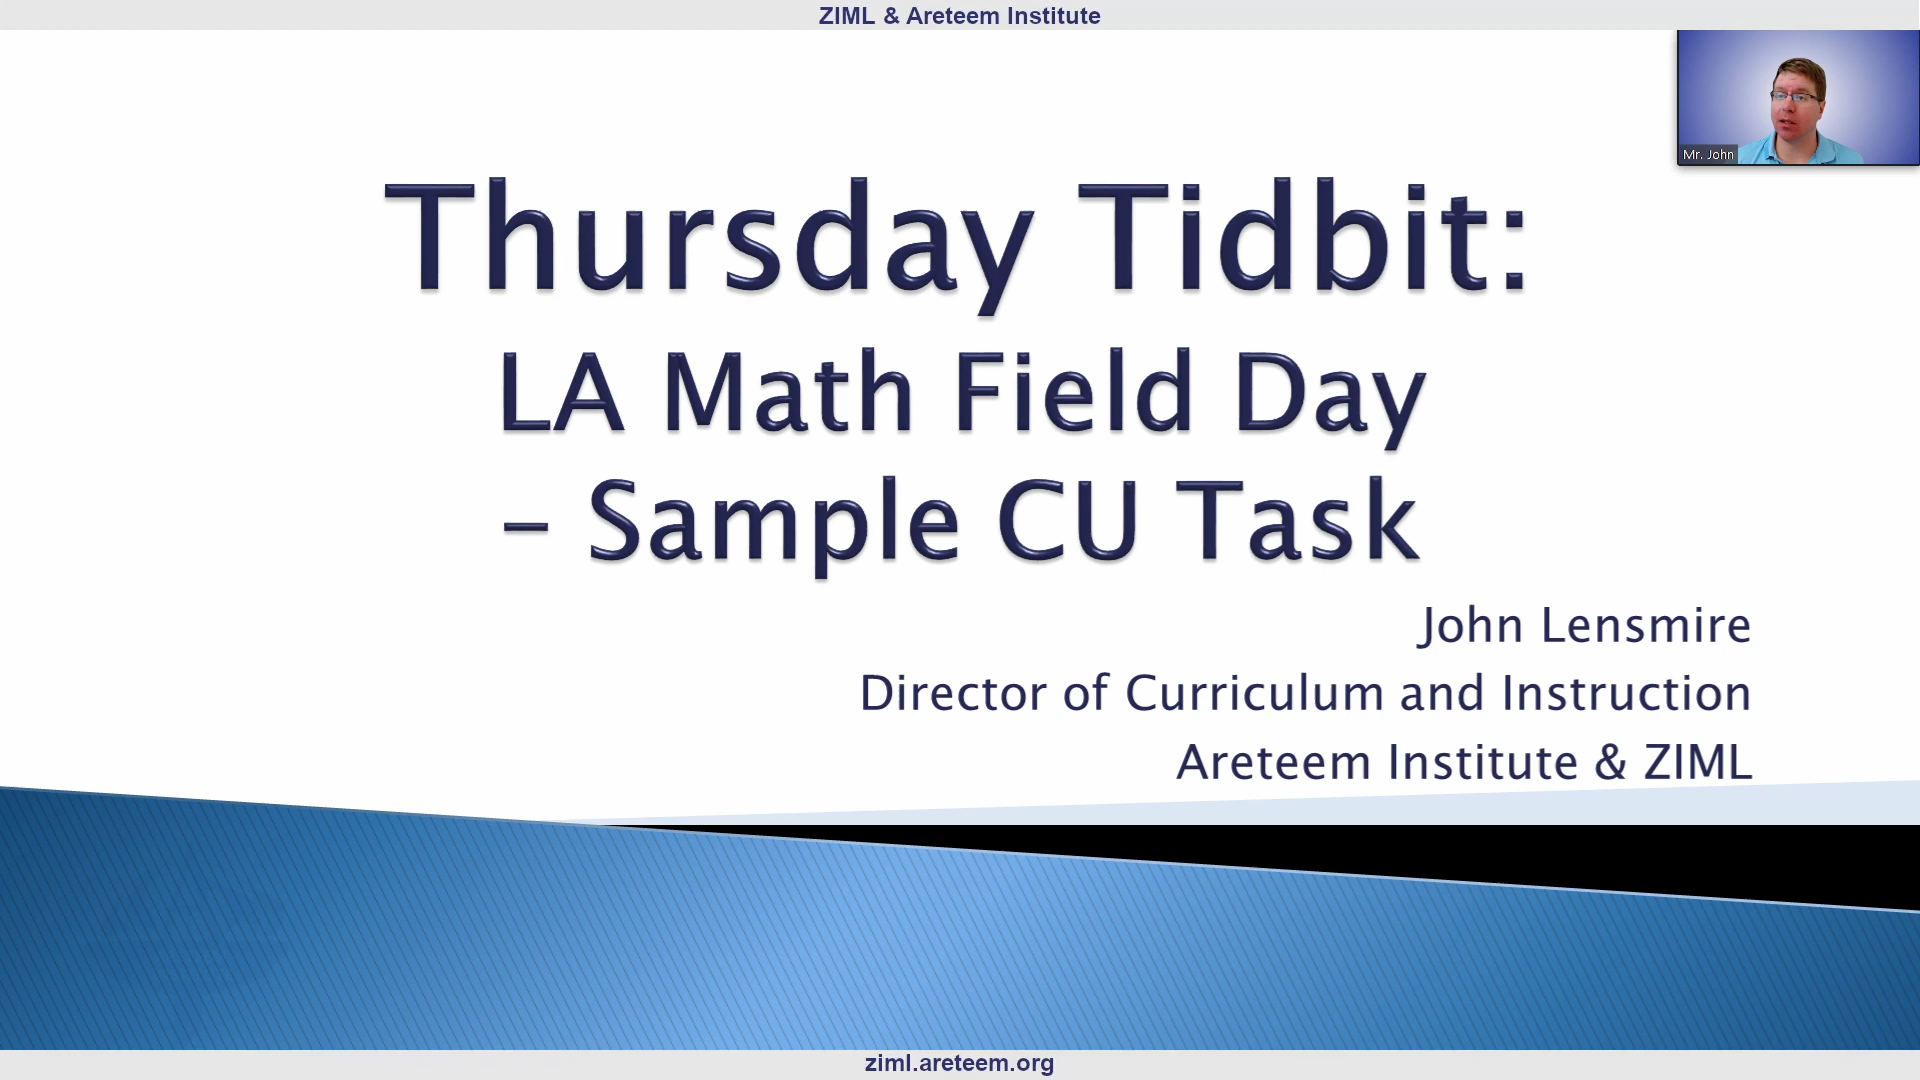 ZIML & Areteem Institute
Mr. John
Thursday Tidbit:
LA Math Field Day
– Sample CU Task
John Lensmire
Director of Curriculum and Instruction
Areteem Institute & ZIML
ziml.areteem.org